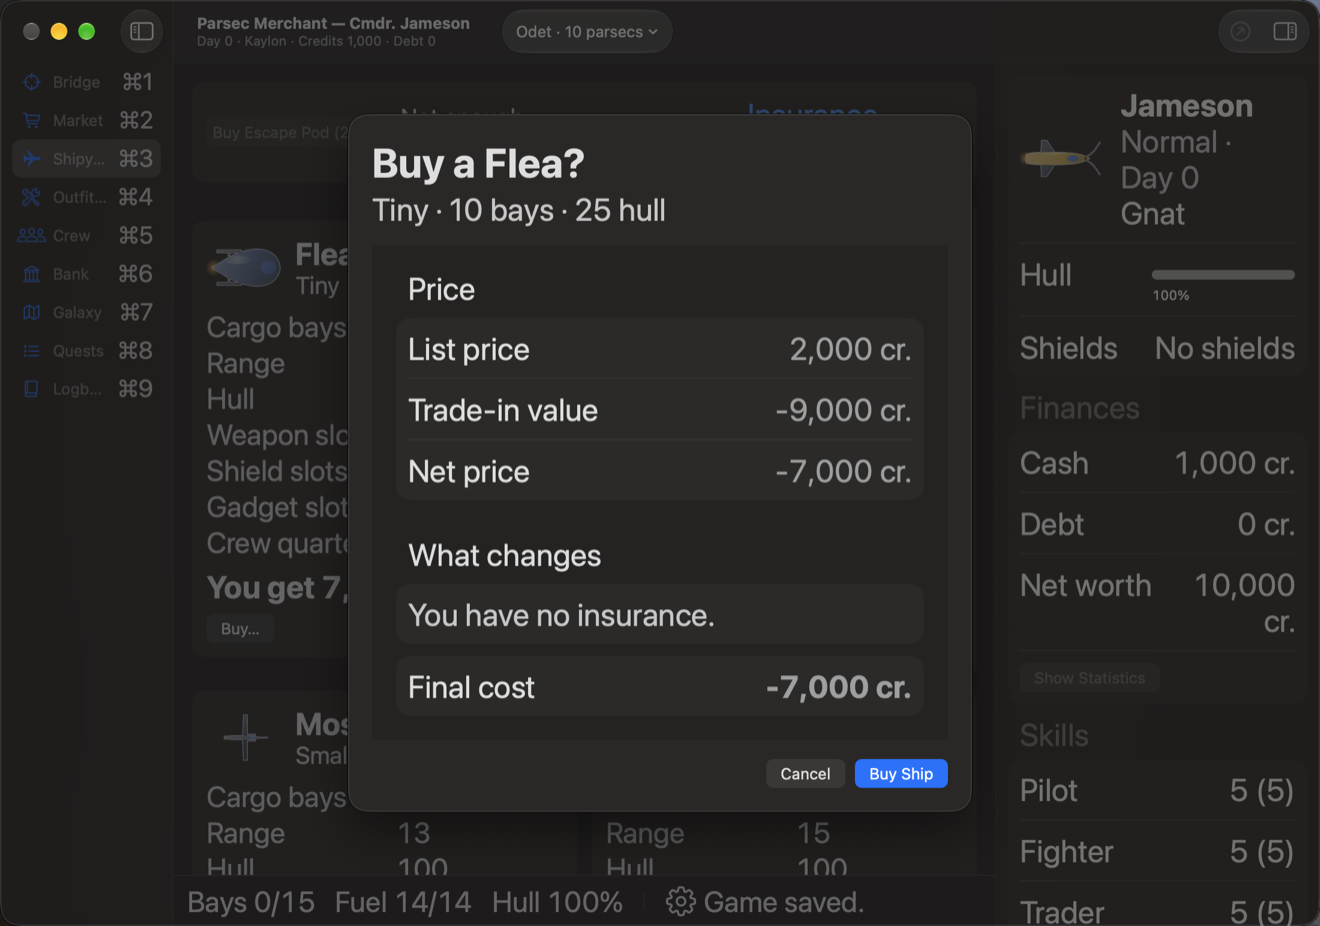 Parsec Merchant — Cmdr. Jameson
Day 0 · Kaylon · Credits 1,000 · Debt 0
Odet · 10 parsecs
Bridge ⌘1
Market ⌘2
Shipy... ⌘3
Outfit... ⌘4
Crew ⌘5
Bank ⌘6
Galaxy ⌘7
Quests ⌘8
Logb... ⌘9
Buy Escape Pod (2
Insurance
Flea
Tiny
Cargo bays
Range
Hull
Weapon slo
Shield slots
Gadget slot
Crew quarte
You get 7,
Buy...
Mos
Smal
Cargo bays
Range 13
Hull 100
Range 15
Hull 100
Buy a Flea?
Tiny · 10 bays · 25 hull
Price
List price 2,000 cr.
Trade-in value -9,000 cr.
Net price -7,000 cr.
What changes
You have no insurance.
Final cost -7,000 cr.
Cancel
Buy Ship
Jameson
Normal ·
Day 0
Gnat
Hull
100%
Shields No shields
Finances
Cash 1,000 cr.
Debt 0 cr.
Net worth 10,000
cr.
Show Statistics
Skills
Pilot 5 (5)
Fighter 5 (5)
Trader 5 (5)
Bays 0/15 Fuel 14/14 Hull 100% Game saved.